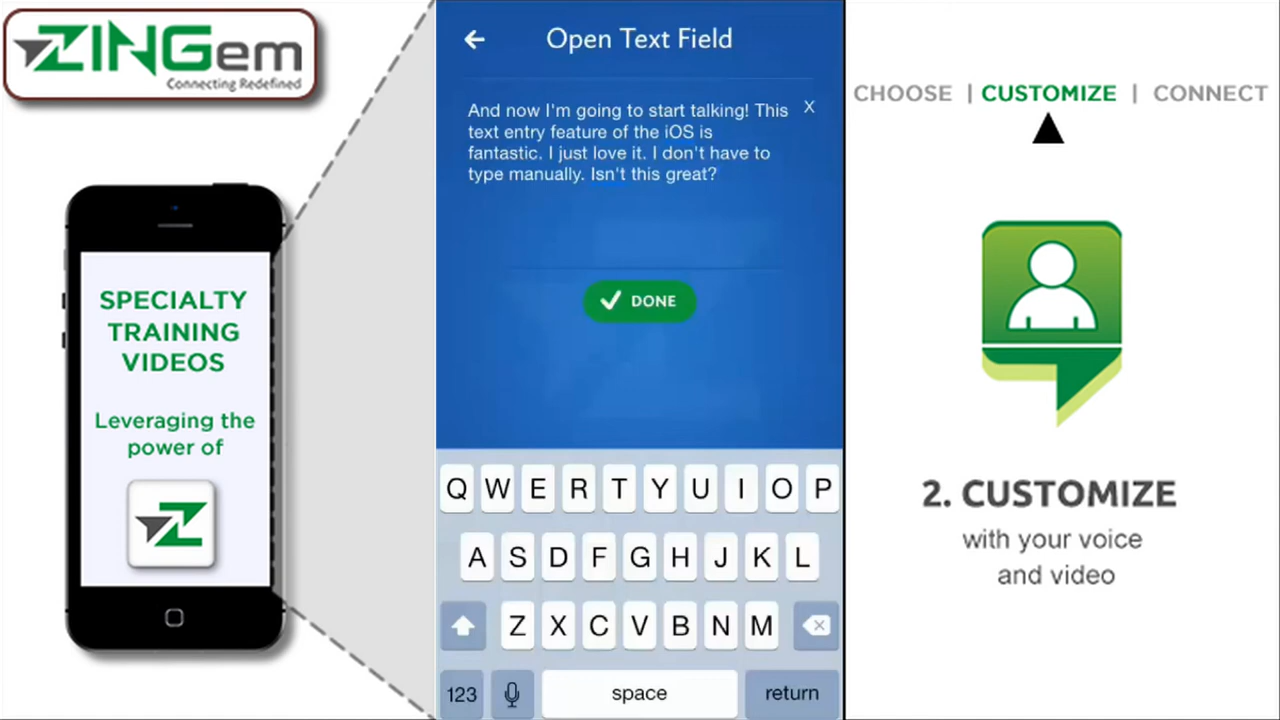 ZINGem
Connecting Redefined
SPECIALTY
TRAINING
VIDEOS
Leveraging the
power of
Open Text Field
And now I'm going to start talking! This
text entry feature of the iOS is
fantastic. I just love it. I don't have to
type manually. Isn't this great?
X
DONE
Q W E R T Y U I O P
A S D F G H J K L
Z X C V B N M
123 space return
CHOOSE | CUSTOMIZE | CONNECT
2. CUSTOMIZE
with your voice
and video